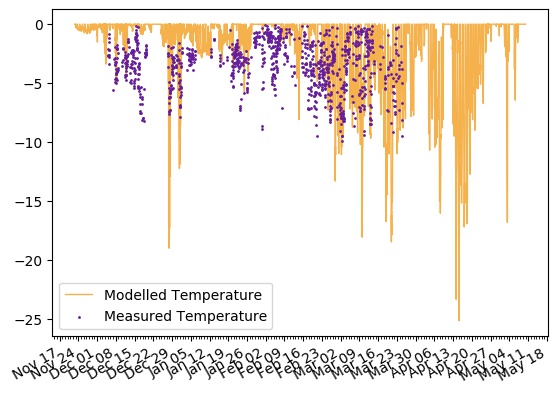 0
−5
−10
−15
−20
−25
Modelled Temperature
Measured Temperature
Nov 17
Nov 24
Dec 01
Dec 08
Dec 15
Dec 22
Dec 29
Jan 05
Jan 12
Jan 19
Jan 26
Feb 02
Feb 09
Feb 16
Feb 23
Mar 02
Mar 09
Mar 16
Mar 23
Mar 30
Apr 06
Apr 13
Apr 20
Apr 27
May 04
May 11
May 18